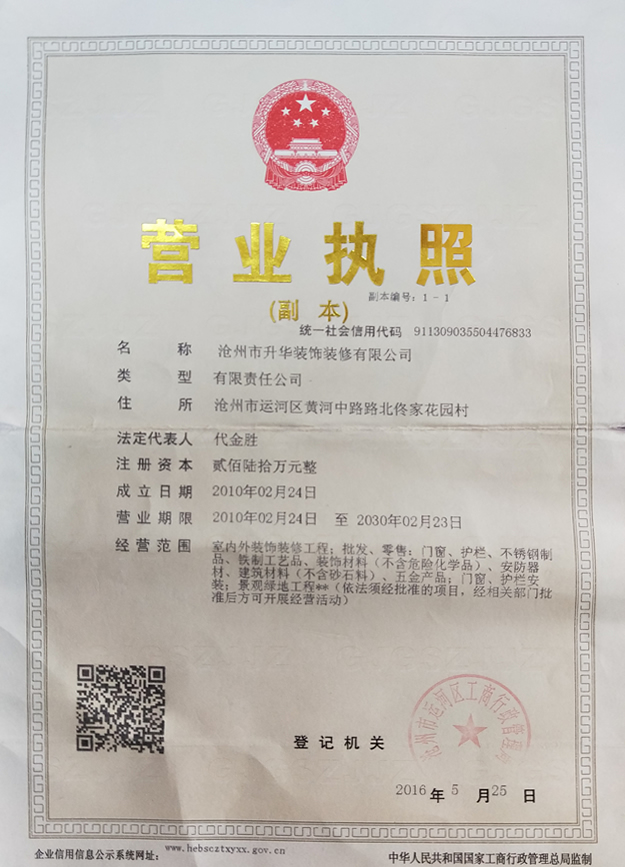 营业执照
副本编号：1-1
(副 本)
统一社会信用代码 911309035504476833
名 称 沧州市升华装饰装修有限公司
类 型 有限责任公司
住 所 沧州市运河区黄河中路路北佟家花园村
法定代表人 代金胜
注册资本 贰佰陆拾万元整
成立日期 2010年02月24日
营业期限 2010年02月24日 至 2030年02月23日
经营范围 室内外装饰装修工程；批发、零售：门窗、护栏、不锈钢制
品、铁制工艺品、装饰材料（不含危险化学品）、安防器
材、建筑材料（不含砂石料）、五金产品；门窗、护栏安
装；景观绿地工程**（依法须经批准的项目，经相关部门批
准后方可开展经营活动）
沧州市运河区工商行政管理局
登记机关
2016年5月25日
企业信用信息公示系统网址： www.hebscztxyxx.gov.cn
中华人民共和国国家工商行政管理总局监制